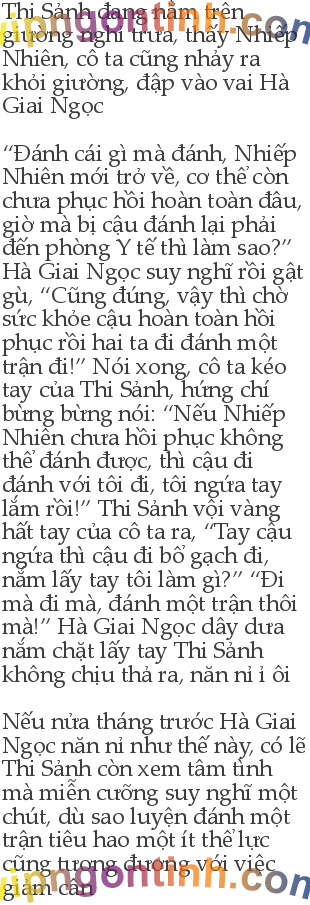 Thi Sảnh đang nằm trên
giường nghỉ trưa, thấy Nhiếp
Nhiên, cô ta cũng nhảy ra
khỏi giường, đập vào vai Hà
Giai Ngọc
“Đánh cái gì mà đánh, Nhiếp
Nhiên mới trở về, cơ thể còn
chưa phục hồi hoàn toàn đâu,
giờ mà bị cậu đánh lại phải
đến phòng Y tế thì làm sao?”
Hà Giai Ngọc suy nghĩ rồi gật
gù, “Cũng đúng, vậy thì chờ
sức khỏe cậu hoàn toàn hồi
phục rồi hai ta đi đánh một
trận đi!” Nói xong, cô ta kéo
tay của Thi Sảnh, hứng chí
bừng bừng nói: “Nếu Nhiếp
Nhiên chưa hồi phục không
thể đánh được, thì cậu đi
đánh với tôi đi, tôi ngứa tay
lắm rồi!” Thi Sảnh vội vàng
hất tay của cô ta ra, “Tay cậu
ngứa thì cậu đi bổ gạch đi,
nắm lấy tay tôi làm gì?” “Đi
mà đi mà, đánh một trận thôi
mà!” Hà Giai Ngọc dây dưa
nắm chặt lấy tay Thi Sảnh
không chịu thả ra, năn nỉ ỉ ôi
Nếu nửa tháng trước Hà Giai
Ngọc năn nỉ như thế này, có lẽ
Thi Sảnh còn xem tâm tình
mà miễn cưỡng suy nghĩ một
chút, dù sao luyện đánh một
trận tiêu hao một ít thể lực
cũng tương đương với việc
giảm cân